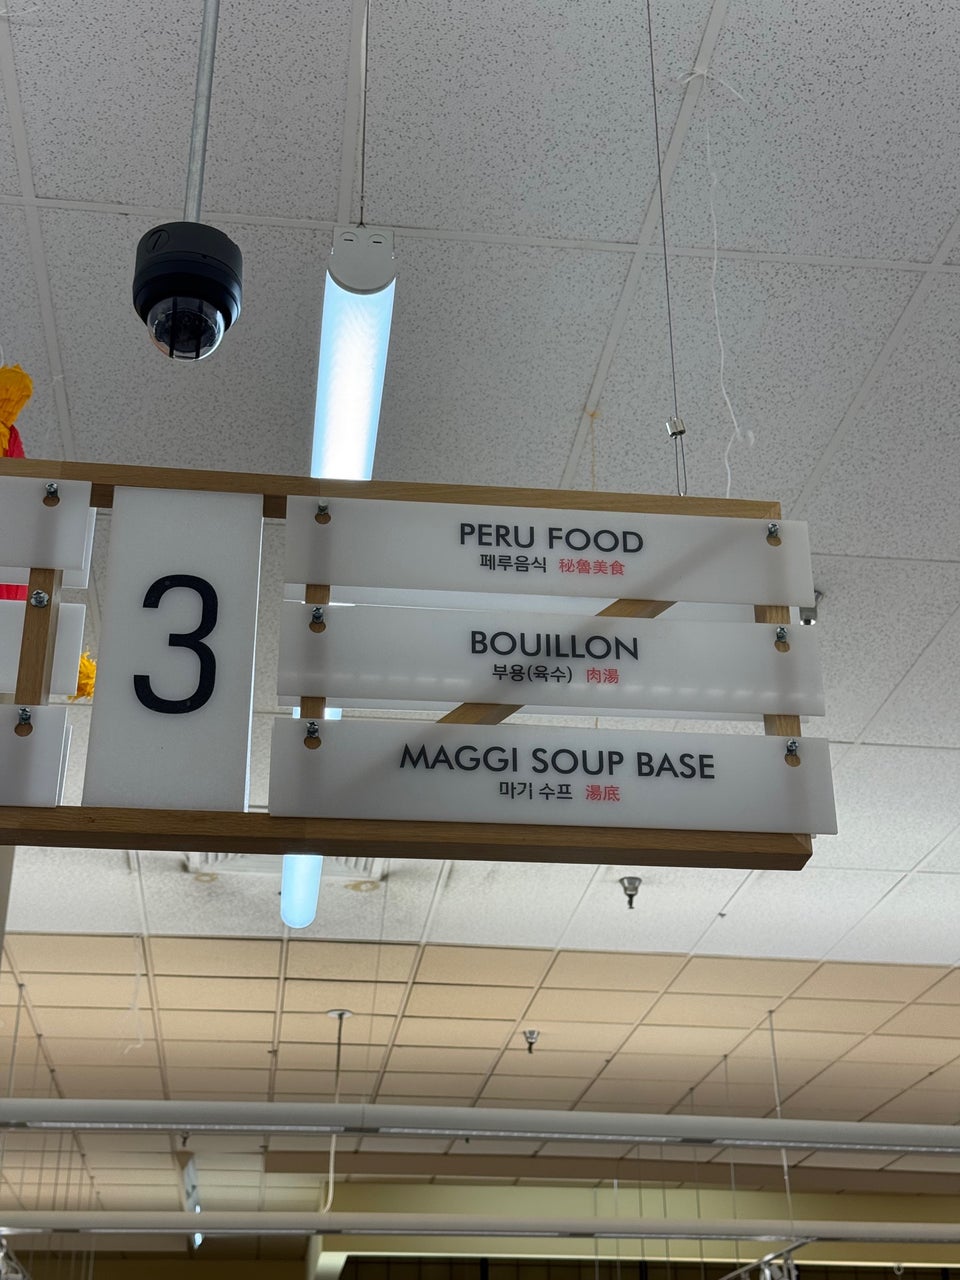 3
PERU FOOD
페루음식 秘魯美食
BOUILLON
부용(육수) 肉湯
MAGGI SOUP BASE
마기 수프 湯底